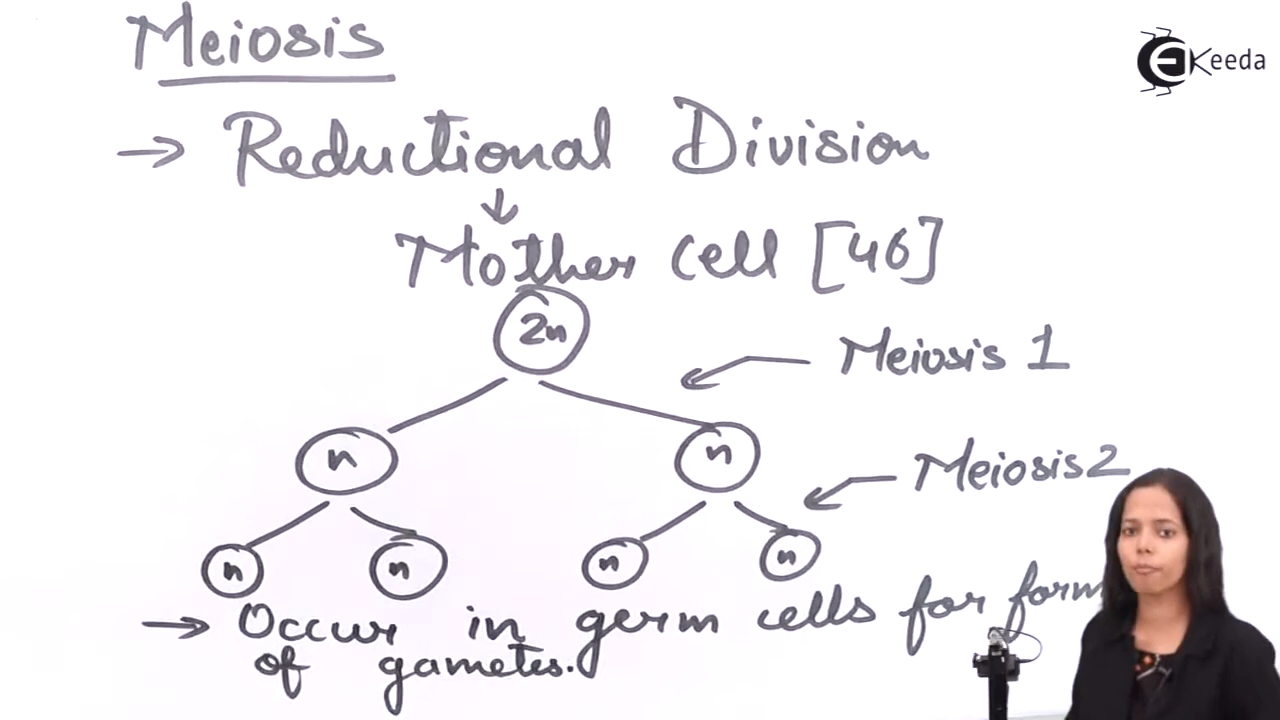 Meiosis
EKeeda
→ Reductional Division
↓
Mother cell [46]
2n
Meiosis 1
n n
Meiosis 2
n n n n
→ Occur in germ cells for form
of gametes.